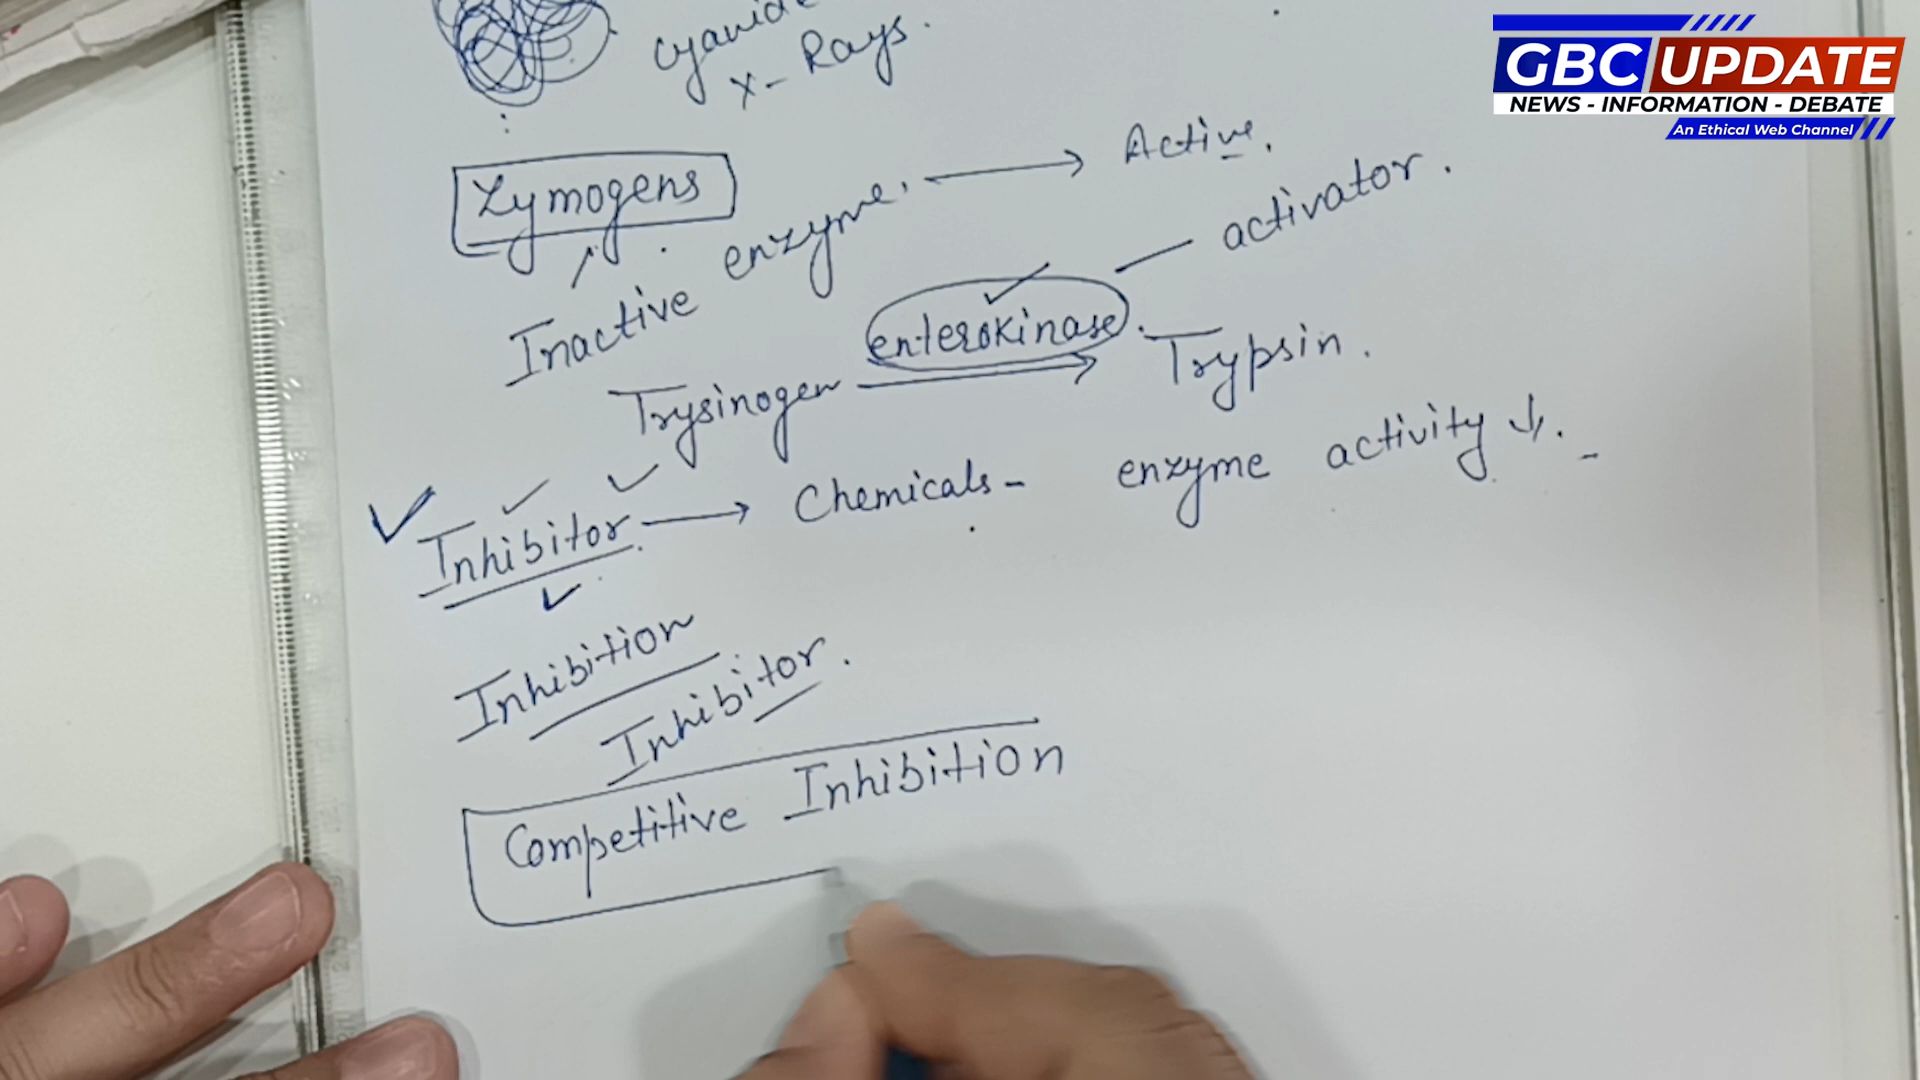 cyanide
X- Rays.
GBC UPDATE
NEWS - INFORMATION - DEBATE
An Ethical Web Channel
Zymogens
Inactive enzyme. → Active.
enterokinase. — activator.
Trysinogen → Trypsin.
Inhibitor. → Chemicals - enzyme activity ↓.
Inhibition
Inhibitor.
Competitive Inhibition